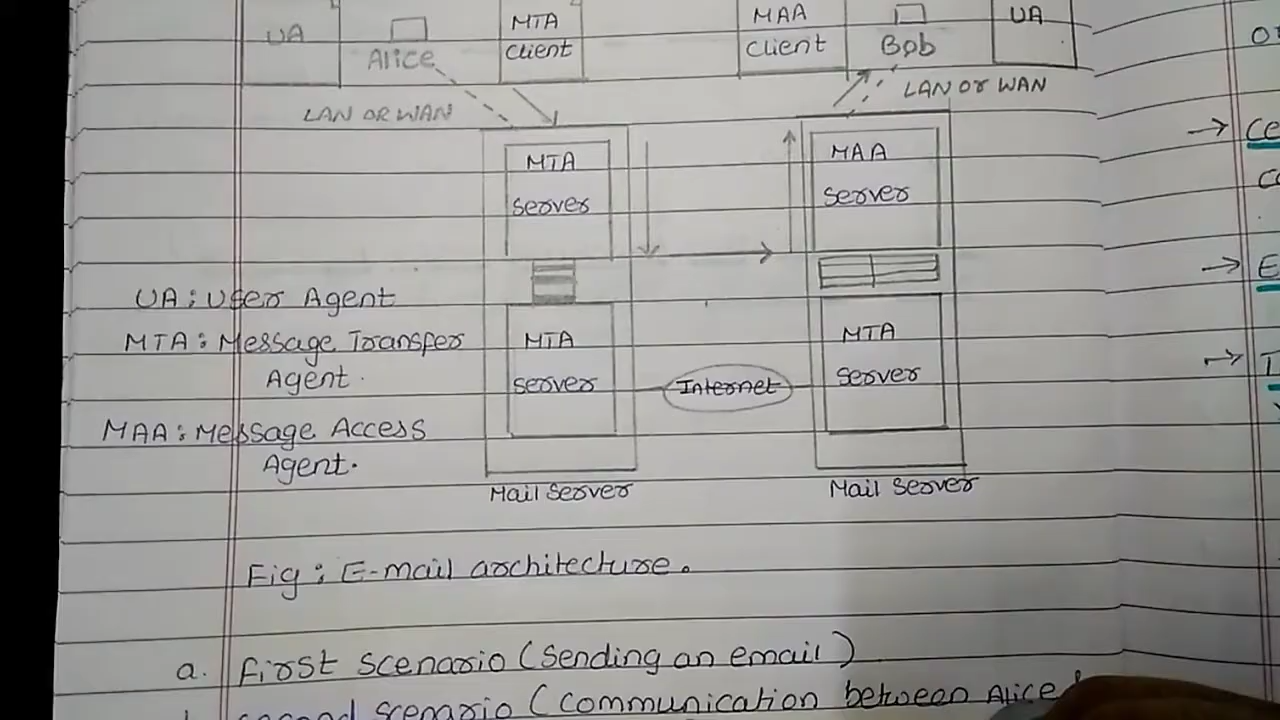 UA
Alice
MTA
Client
MAA
Client
Bob
UA
LAN OR WAN
LAN or WAN
MTA
Server
MAA
Server
UA : User Agent
MTA : Message Transfer
Agent.
MAA : Message Access
Agent.
MTA
Server
Internet
MTA
Server
Mail Server
Mail Server
Fig : E-mail architecture.
a. First scenario (Sending an email)
second scenario (communication between Alice